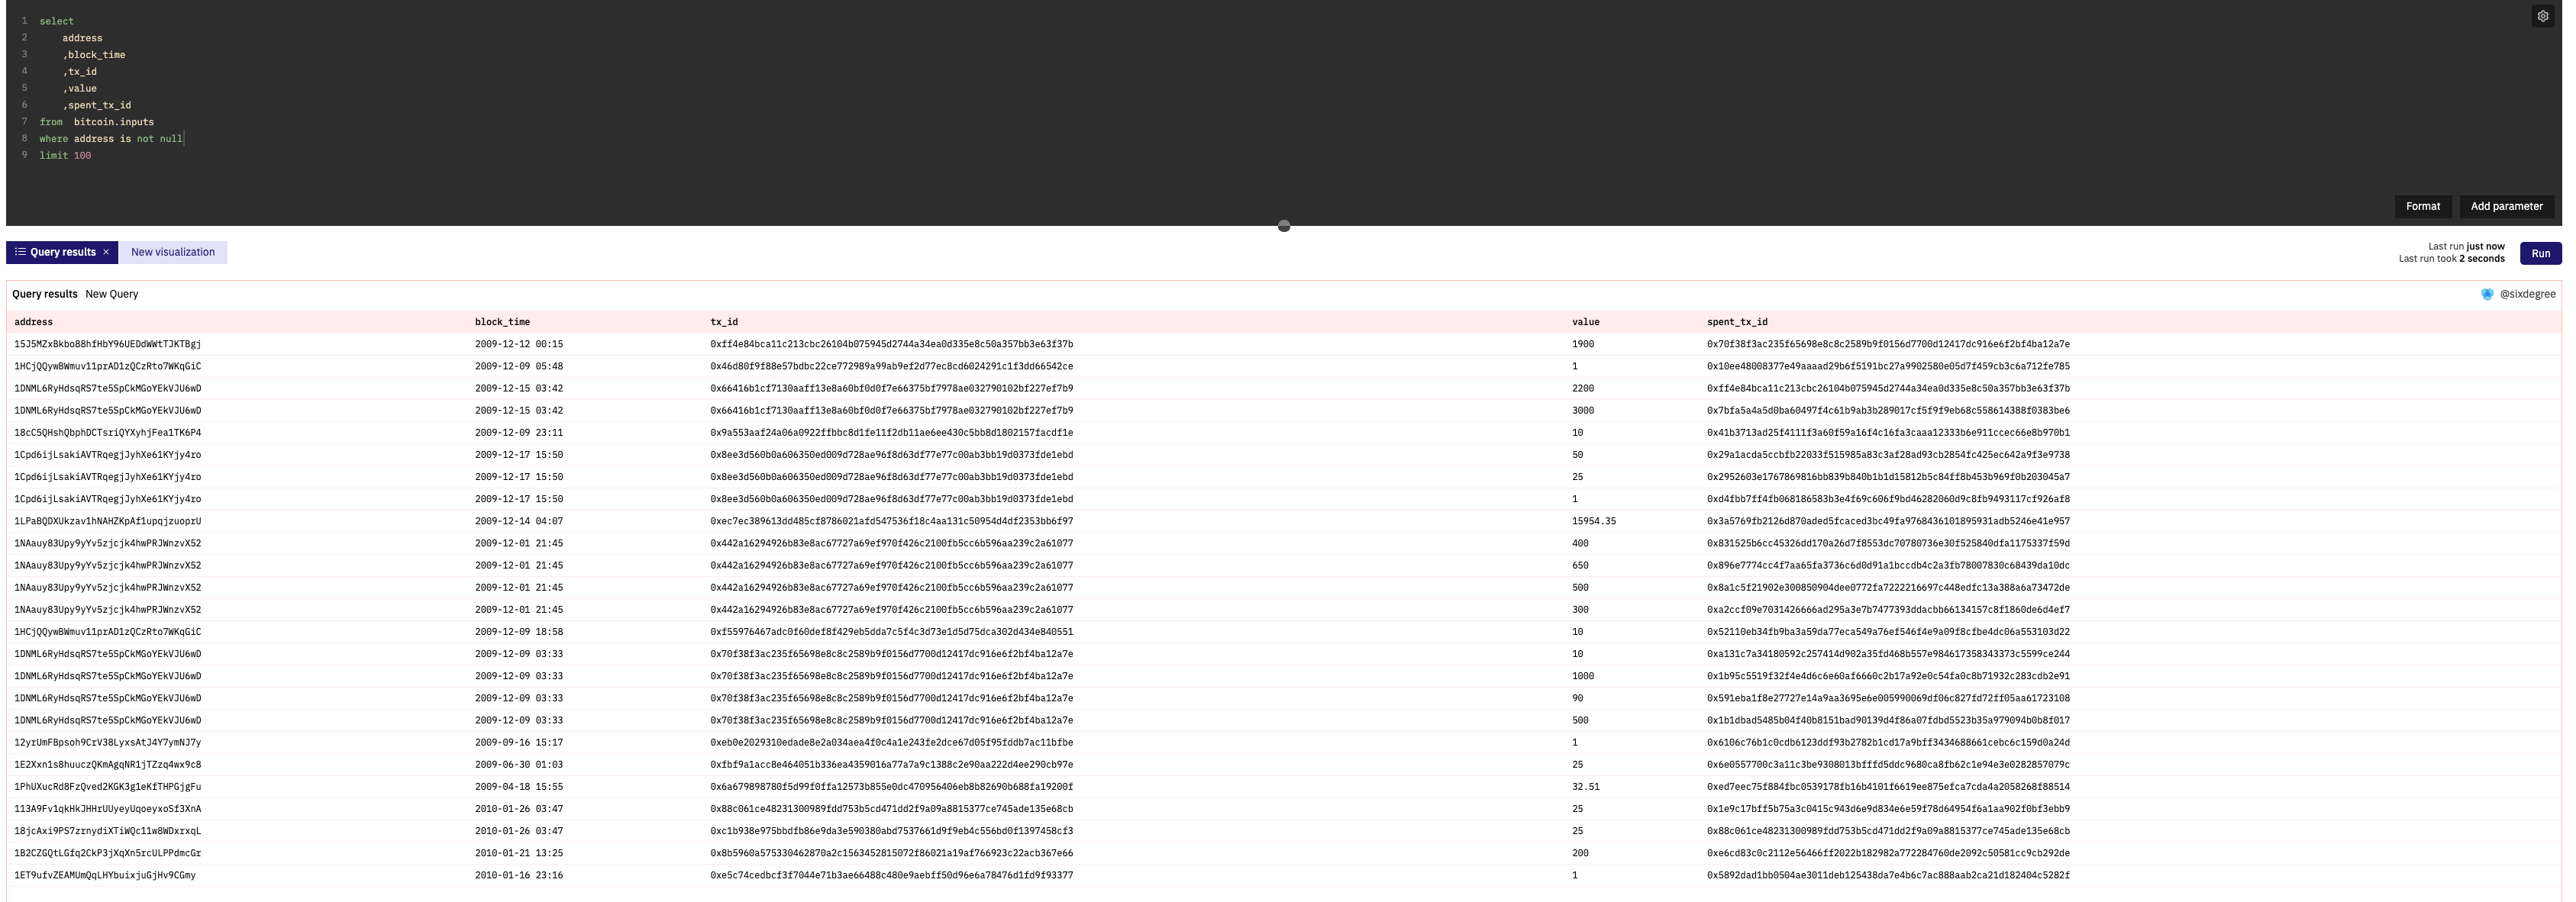 1 select
2 address
3 ,block_time
4 ,tx_id
5 ,value
6 ,spent_tx_id
7 from bitcoin.inputs
8 where address is not null
9 limit 100
Format Add parameter
Query results × New visualization
Last run just now
Last run took 2 seconds
Run
Query results New Query @sixdegree
address block_time tx_id value spent_tx_id
15J5MZxBkbo88hfHbY96UEDdWWtTJKTBgj 2009-12-12 00:15 0xff4e84bca11c213cbc26104b075945d2744a34ea0d335e8c50a357bb3e63f37b 1900 0x70f38f3ac235f65698e8c8c2589b9f0156d7700d12417dc916e6f2bf4ba12a7e
1HCjQQywBWmuv11prAD1zQCzRto7WKqGiC 2009-12-09 05:48 0x46d80f9f88e57bdbc22ce772989a99ab9ef2d77ec8cd6024291c1f3dd66542ce 1 0x10ee48008377e49aaaad29b6f5191bc27a9902580e05d7f459cb3c6a712fe785
1DNML6RyHdsqRS7te5SpCkMGoYEkVJU6wD 2009-12-15 03:42 0x66416b1cf7130aaff13e8a60bf0d0f7e66375bf7978ae032790102bf227ef7b9 2200 0xff4e84bca11c213cbc26104b075945d2744a34ea0d335e8c50a357bb3e63f37b
1DNML6RyHdsqRS7te5SpCkMGoYEkVJU6wD 2009-12-15 03:42 0x66416b1cf7130aaff13e8a60bf0d0f7e66375bf7978ae032790102bf227ef7b9 3000 0x7bfa5a4a5d0ba60497f4c61b9ab3b289017cf5f9f9eb68c558614388f0383be6
18cC5QHshQbphDCTsriQYXyhjFea1TK6P4 2009-12-09 23:11 0x9a553aaf24a06a0922ffbbc8d1fe11f2db11ae6ee430c5bb8d1802157facdf1e 10 0x41b3713ad25f4111f3a60f59a16f4c16fa3caaa12333b6e911ccec66e8b970b1
1Cpd6ijLsakiAVTRqegjJyhXe61KYjy4ro 2009-12-17 15:50 0x8ee3d560b0a606350ed009d728ae96f8d63df77e77c00ab3bb19d0373fde1ebd 50 0x29a1acda5ccbfb22033f515985a83c3af28ad93cb2854fc425ec642a9f3e9738
1Cpd6ijLsakiAVTRqegjJyhXe61KYjy4ro 2009-12-17 15:50 0x8ee3d560b0a606350ed009d728ae96f8d63df77e77c00ab3bb19d0373fde1ebd 25 0x2952603e1767869816bb839b840b1b1d15812b5c84ff8b453b969f0b203045a7
1Cpd6ijLsakiAVTRqegjJyhXe61KYjy4ro 2009-12-17 15:50 0x8ee3d560b0a606350ed009d728ae96f8d63df77e77c00ab3bb19d0373fde1ebd 1 0xd4fbb7ff4fb068186583b3e4f69c606f9bd46282060d9c8fb9493117cf926af8
1LPaBQDXUkzav1hNAHZKpAf1upqjzuoprU 2009-12-14 04:07 0xec7ec389613dd485cf8786021afd547536f18c4aa131c50954d4df2353bb6f97 15954.35 0x3a5769fb2126d870aded5fcaced3bc49fa9768436101895931adb5246e41e957
1NAauy83Upy9yYv5zjcjk4hwPRJWnzvX52 2009-12-01 21:45 0x442a16294926b83e8ac67727a69ef970f426c2100fb5cc6b596aa239c2a61077 400 0x831525b6cc45326dd170a26d7f8553dc70780736e30f525840dfa1175337f59d
1NAauy83Upy9yYv5zjcjk4hwPRJWnzvX52 2009-12-01 21:45 0x442a16294926b83e8ac67727a69ef970f426c2100fb5cc6b596aa239c2a61077 650 0x896e7774cc4f7aa65fa3736c6d0d91a1bccdb4c2a3fb78007830c68439da10dc
1NAauy83Upy9yYv5zjcjk4hwPRJWnzvX52 2009-12-01 21:45 0x442a16294926b83e8ac67727a69ef970f426c2100fb5cc6b596aa239c2a61077 500 0x8a1c5f21902e300850904dee0772fa7222216697c448edfc13a388a6a73472de
1NAauy83Upy9yYv5zjcjk4hwPRJWnzvX52 2009-12-01 21:45 0x442a16294926b83e8ac67727a69ef970f426c2100fb5cc6b596aa239c2a61077 300 0xa2ccf09e7031426666ad295a3e7b7477393ddacbb66134157c8f1860de6d4ef7
1HCjQQywBWmuv11prAD1zQCzRto7WKqGiC 2009-12-09 18:58 0xf55976467adc0f60def8f429eb5dda7c5f4c3d73e1d5d75dca302d434e840551 10 0x52110eb34fb9ba3a59da77eca549a76ef546f4e9a09f8cfbe4dc06a553103d22
1DNML6RyHdsqRS7te5SpCkMGoYEkVJU6wD 2009-12-09 03:33 0x70f38f3ac235f65698e8c8c2589b9f0156d7700d12417dc916e6f2bf4ba12a7e 10 0xa131c7a34180592c257414d902a35fd468b557e984617358343373c5599ce244
1DNML6RyHdsqRS7te5SpCkMGoYEkVJU6wD 2009-12-09 03:33 0x70f38f3ac235f65698e8c8c2589b9f0156d7700d12417dc916e6f2bf4ba12a7e 1000 0x1b95c5519f32f4e4d6c6e60af6660c2b17a92e0c54fa0c8b71932c283cdb2e91
1DNML6RyHdsqRS7te5SpCkMGoYEkVJU6wD 2009-12-09 03:33 0x70f38f3ac235f65698e8c8c2589b9f0156d7700d12417dc916e6f2bf4ba12a7e 90 0x591eba1f8e27727e14a9aa3695e6e005990069df06c827fd72ff05aa61723108
1DNML6RyHdsqRS7te5SpCkMGoYEkVJU6wD 2009-12-09 03:33 0x70f38f3ac235f65698e8c8c2589b9f0156d7700d12417dc916e6f2bf4ba12a7e 500 0x1b1dbad5485b04f40b8151bad90139d4f86a07fdbd5523b35a979094b0b8f017
12yrUmFBpsoh9CrV38LyxsAtJ4Y7ymNJ7y 2009-09-16 15:17 0xeb0e2029310edade8e2a034aea4f0c4a1e243fe2dce67d05f95fddb7ac11bfbe 1 0x6106c76b1c0cdb6123ddf93b2782b1cd17a9bff3434688661cebc6c159d0a24d
1E2Xxn1s8huuczQKmAgqNR1jTZzq4wx9c8 2009-06-30 01:03 0xfbf9a1acc8e464051b336ea4359016a77a7a9c1388c2e90aa222d4ee290cb97e 25 0x6e0557700c3a11c3be9308013bfffd5ddc9680ca8fb62c1e94e3e0282857079c
1PhUXucRd8FzQved2KGK3g1eKfTHPGjgFu 2009-04-18 15:55 0x6a679898780f5d99f0ffa12573b855e0dc470956406eb8b82690b688fa19200f 32.51 0xed7eec75f884fbc0539178fb16b4101f6619ee875efca7cda4a2058268f88514
113A9Fv1qkHkJHHrUUyeyUqoeyxoSf3XnA 2010-01-26 03:47 0x88c061ce48231300989fdd753b5cd471dd2f9a09a8815377ce745ade135e68cb 25 0x1e9c17bff5b75a3c0415c943d6e9d834e6e59f78d64954f6a1aa902f0bf3ebb9
18jcAxi9PS7zrnydiXTiWQc11w8WDxrxqL 2010-01-26 03:47 0xc1b938e975bbdfb86e9da3e590380abd7537661d9f9eb4c556bd0f1397458cf3 25 0x88c061ce48231300989fdd753b5cd471dd2f9a09a8815377ce745ade135e68cb
1B2CZGQtLGfq2CkP3jXqXn5rcULPPdmcGr 2010-01-21 13:25 0x8b5960a575330462870a2c1563452815072f86021a19af766923c22acb367e66 200 0xe6cd83c0c2112e56466ff2022b182982a772284760de2092c50581cc9cb292de
1ET9ufvZEAMUmQqLHYbuixjuGjHv9CGmy 2010-01-16 23:16 0xe5c74cedbcf3f7044e71b3ae66488c480e9aebff50d96e6a78476d1fd9f93377 1 0x5892dad1bb0504ae3011deb125438da7e4b6c7ac888aab2ca21d182404c5282f